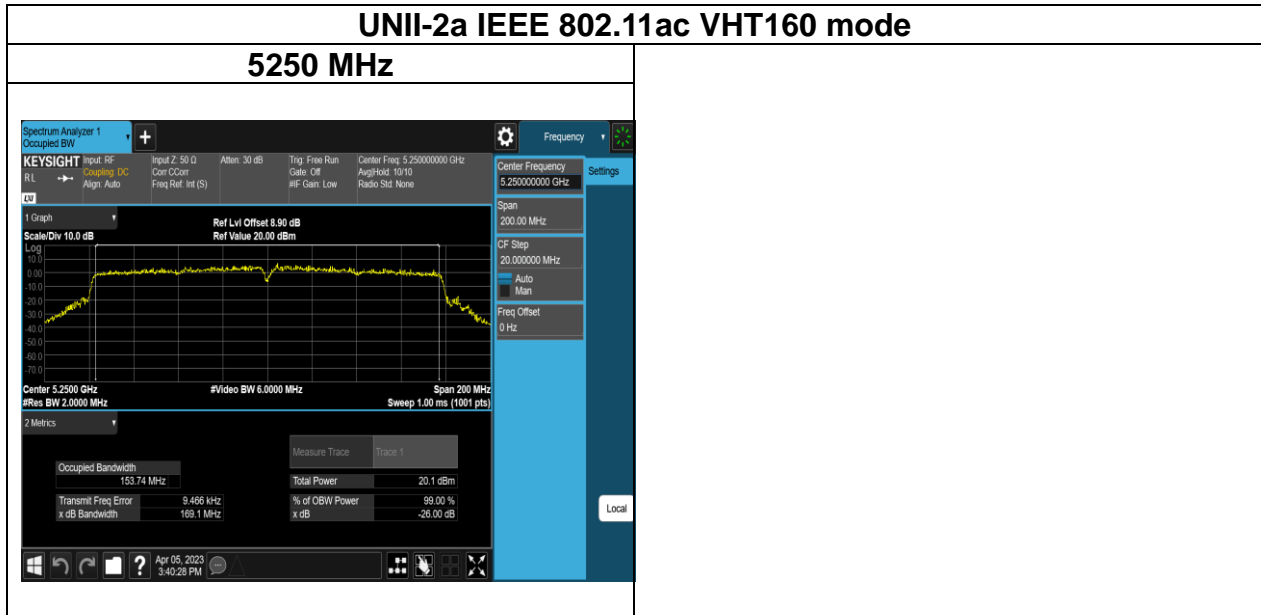 UNII-2a IEEE 802.11ac VHT160 mode
5250 MHz
Spectrum Analyzer 1
Occupied BW
+
Frequency
KEYSIGHT
Input: RF
Coupling: DC
Align: Auto
Input Z: 50 Ω
Corr CCorr
Freq Ref: Int (S)
Atten: 30 dB
Trig: Free Run
Gate: Off
#IF Gain: Low
Center Freq: 5.250000000 GHz
Avg|Hold: 10/10
Radio Std: None
RL
LXI
Center Frequency
5.250000000 GHz
Settings
Span
200.00 MHz
CF Step
20.000000 MHz
Auto
Man
Freq Offset
0 Hz
Local
1 Graph
Scale/Div 10.0 dB
Ref Lvl Offset 8.90 dB
Ref Value 20.00 dBm
Log
10.0
0.00
-10.0
-20.0
-30.0
-40.0
-50.0
-60.0
-70.0
Center 5.2500 GHz
#Video BW 6.0000 MHz
Span 200 MHz
#Res BW 2.0000 MHz
Sweep 1.00 ms (1001 pts)
2 Metrics
Measure Trace
Trace 1
Occupied Bandwidth
153.74 MHz
Total Power 20.1 dBm
Transmit Freq Error 9.466 kHz
% of OBW Power 99.00 %
x dB Bandwidth 169.1 MHz
x dB -26.00 dB
?
Apr 05, 2023
3:40:28 PM